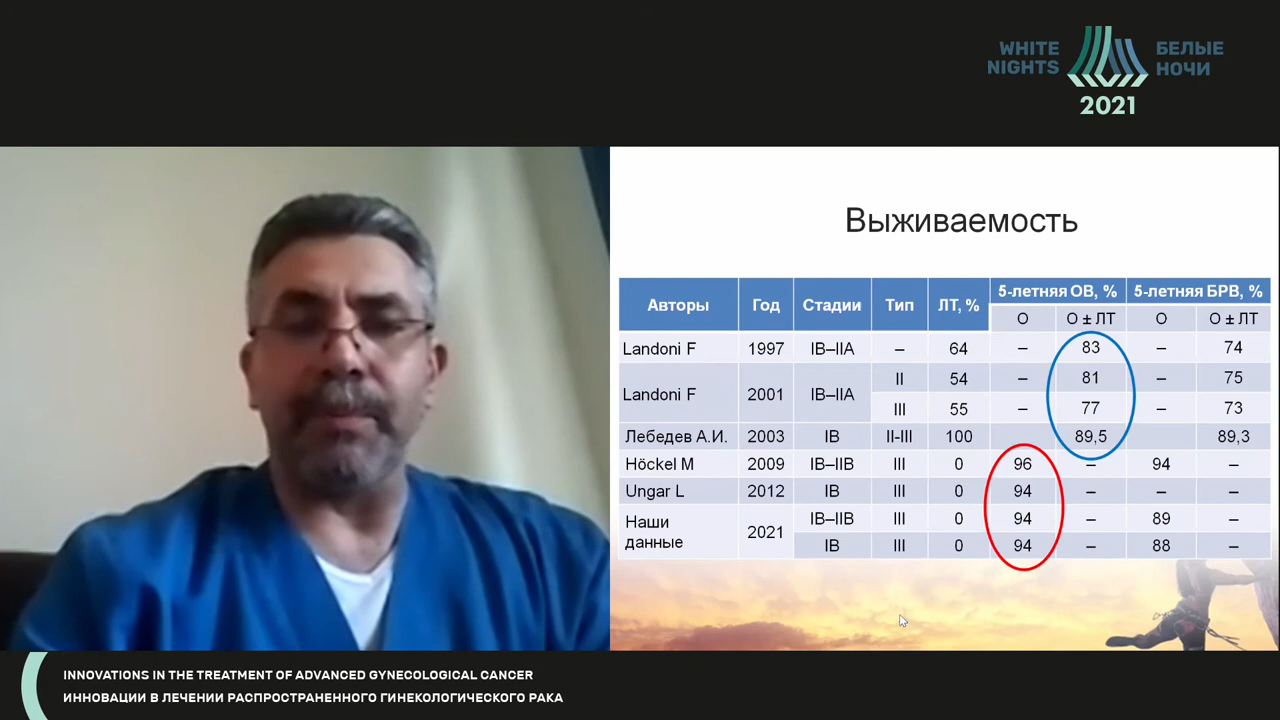 WHITE NIGHTS
БЕЛЫЕ НОЧИ
2021
Выживаемость
Авторы Год Стадии Тип ЛТ, % 5-летняя ОВ, % 5-летняя БРВ, %
О О ± ЛТ О О ± ЛТ
Landoni F 1997 IB–IIA – 64 – 83 – 74
Landoni F 2001 IB–IIA II 54 – 81 – 75
III 55 – 77 – 73
Лебедев А.И. 2003 IB II-III 100 89,5 89,3
Höckel M 2009 IB–IIB III 0 96 – 94 –
Ungar L 2012 IB III 0 94 – – –
Наши данные 2021 IB–IIB III 0 94 – 89 –
IB III 0 94 – 88 –
INNOVATIONS IN THE TREATMENT OF ADVANCED GYNECOLOGICAL CANCER
ИННОВАЦИИ В ЛЕЧЕНИИ РАСПРОСТРАНЕННОГО ГИНЕКОЛОГИЧЕСКОГО РАКА